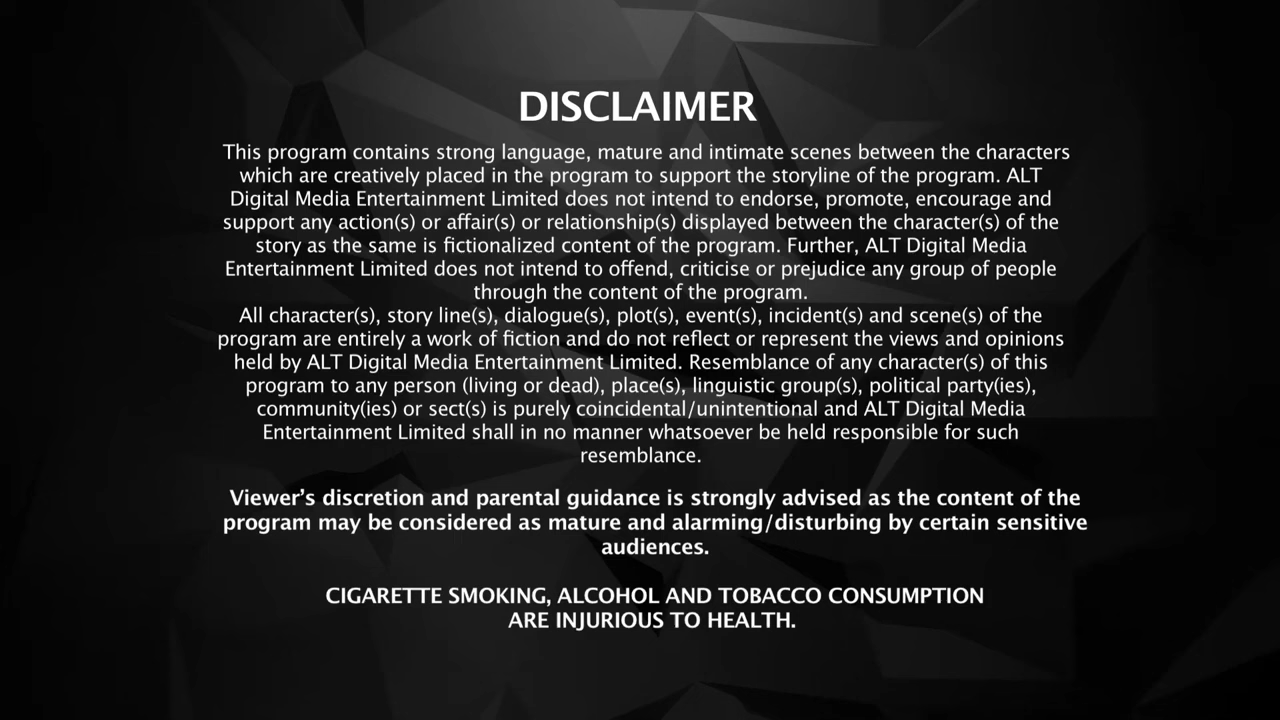 DISCLAIMER
This program contains strong language, mature and intimate scenes between the characters
which are creatively placed in the program to support the storyline of the program. ALT
Digital Media Entertainment Limited does not intend to endorse, promote, encourage and
support any action(s) or affair(s) or relationship(s) displayed between the character(s) of the
story as the same is fictionalized content of the program. Further, ALT Digital Media
Entertainment Limited does not intend to offend, criticise or prejudice any group of people
through the content of the program.
All character(s), story line(s), dialogue(s), plot(s), event(s), incident(s) and scene(s) of the
program are entirely a work of fiction and do not reflect or represent the views and opinions
held by ALT Digital Media Entertainment Limited. Resemblance of any character(s) of this
program to any person (living or dead), place(s), linguistic group(s), political party(ies),
community(ies) or sect(s) is purely coincidental/unintentional and ALT Digital Media
Entertainment Limited shall in no manner whatsoever be held responsible for such
resemblance.
Viewer’s discretion and parental guidance is strongly advised as the content of the
program may be considered as mature and alarming/disturbing by certain sensitive
audiences.
CIGARETTE SMOKING, ALCOHOL AND TOBACCO CONSUMPTION
ARE INJURIOUS TO HEALTH.